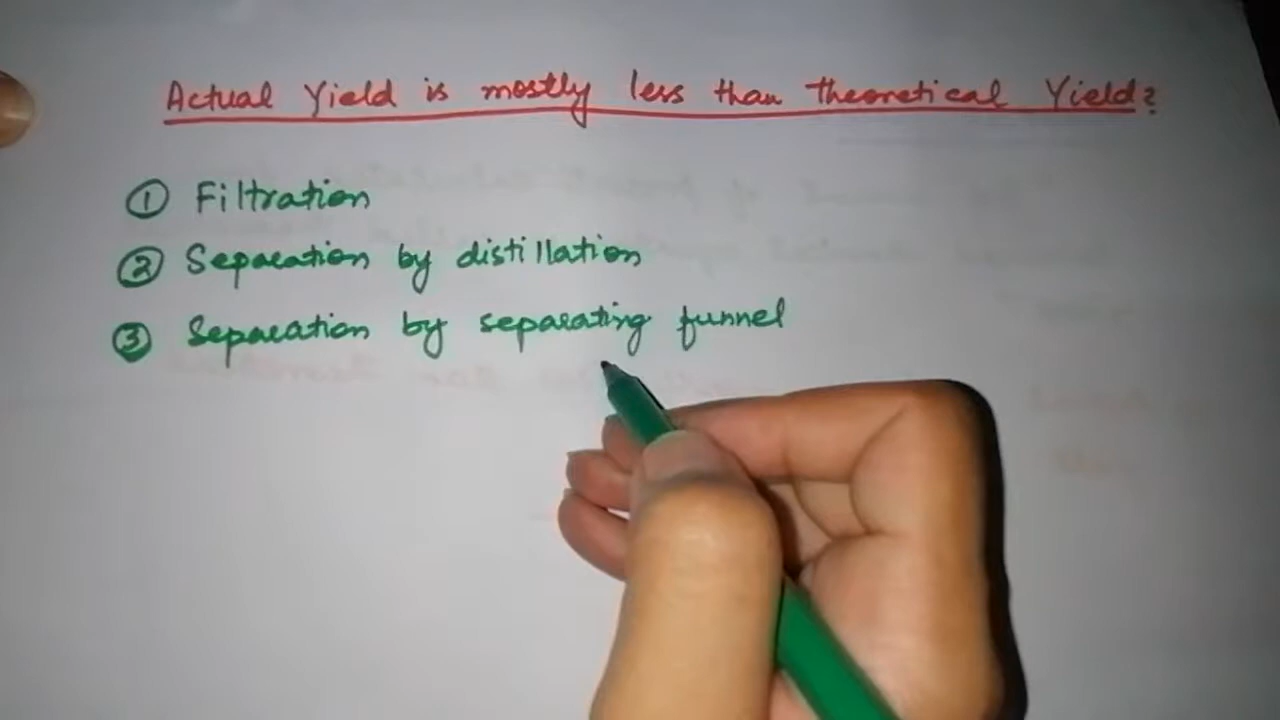 Actual Yield is mostly less than theoretical Yield?
① Filtration
② Separation by distillation
③ Separation by separating funnel